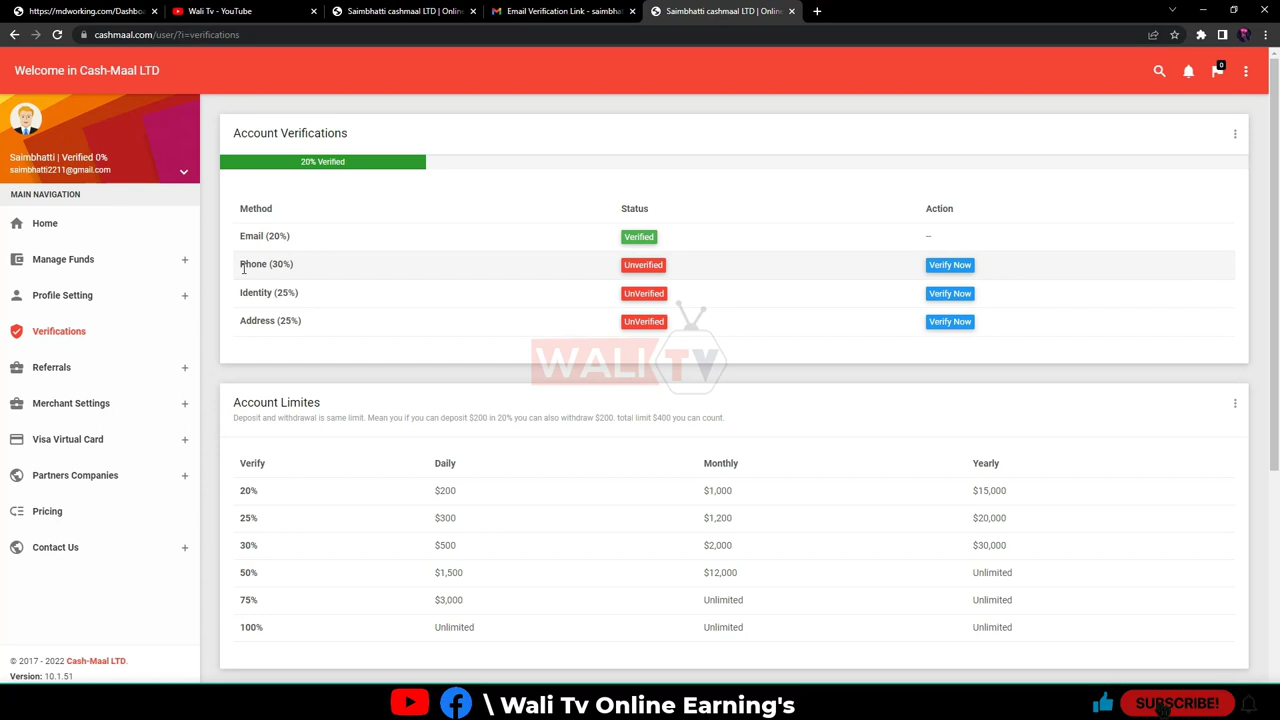 https://mdworking.com/Dashbo
Wali Tv - YouTube
Saimbhatti cashmaal LTD | Onlin
Email Verification Link - saimbhat
Saimbhatti cashmaal LTD | Onlin
cashmaal.com/user/?i=verifications
Welcome in Cash-Maal LTD
0
Saimbhatti | Verified 0%
saimbhatti2211@gmail.com
MAIN NAVIGATION
Home
Manage Funds
Profile Setting
Verifications
Referrals
Merchant Settings
Visa Virtual Card
Partners Companies
Pricing
Contact Us
© 2017 - 2022 Cash-Maal LTD.
Version: 10.1.51
Account Verifications
20% Verified
Method Status Action
Email (20%) Verified –
Phone (30%) Unverified Verify Now
Identity (25%) UnVerified Verify Now
Address (25%) UnVerified Verify Now
WALI TV
Account Limites
Deposit and withdrawal is same limit. Mean you if you can deposit $200 in 20% you can also withdraw $200. total limit $400 you can count.
Verify Daily Monthly Yearly
20% $200 $1,000 $15,000
25% $300 $1,200 $20,000
30% $500 $2,000 $30,000
50% $1,500 $12,000 Unlimited
75% $3,000 Unlimited Unlimited
100% Unlimited Unlimited Unlimited
\ Wali Tv Online Earning's
SUBSCRIBE!